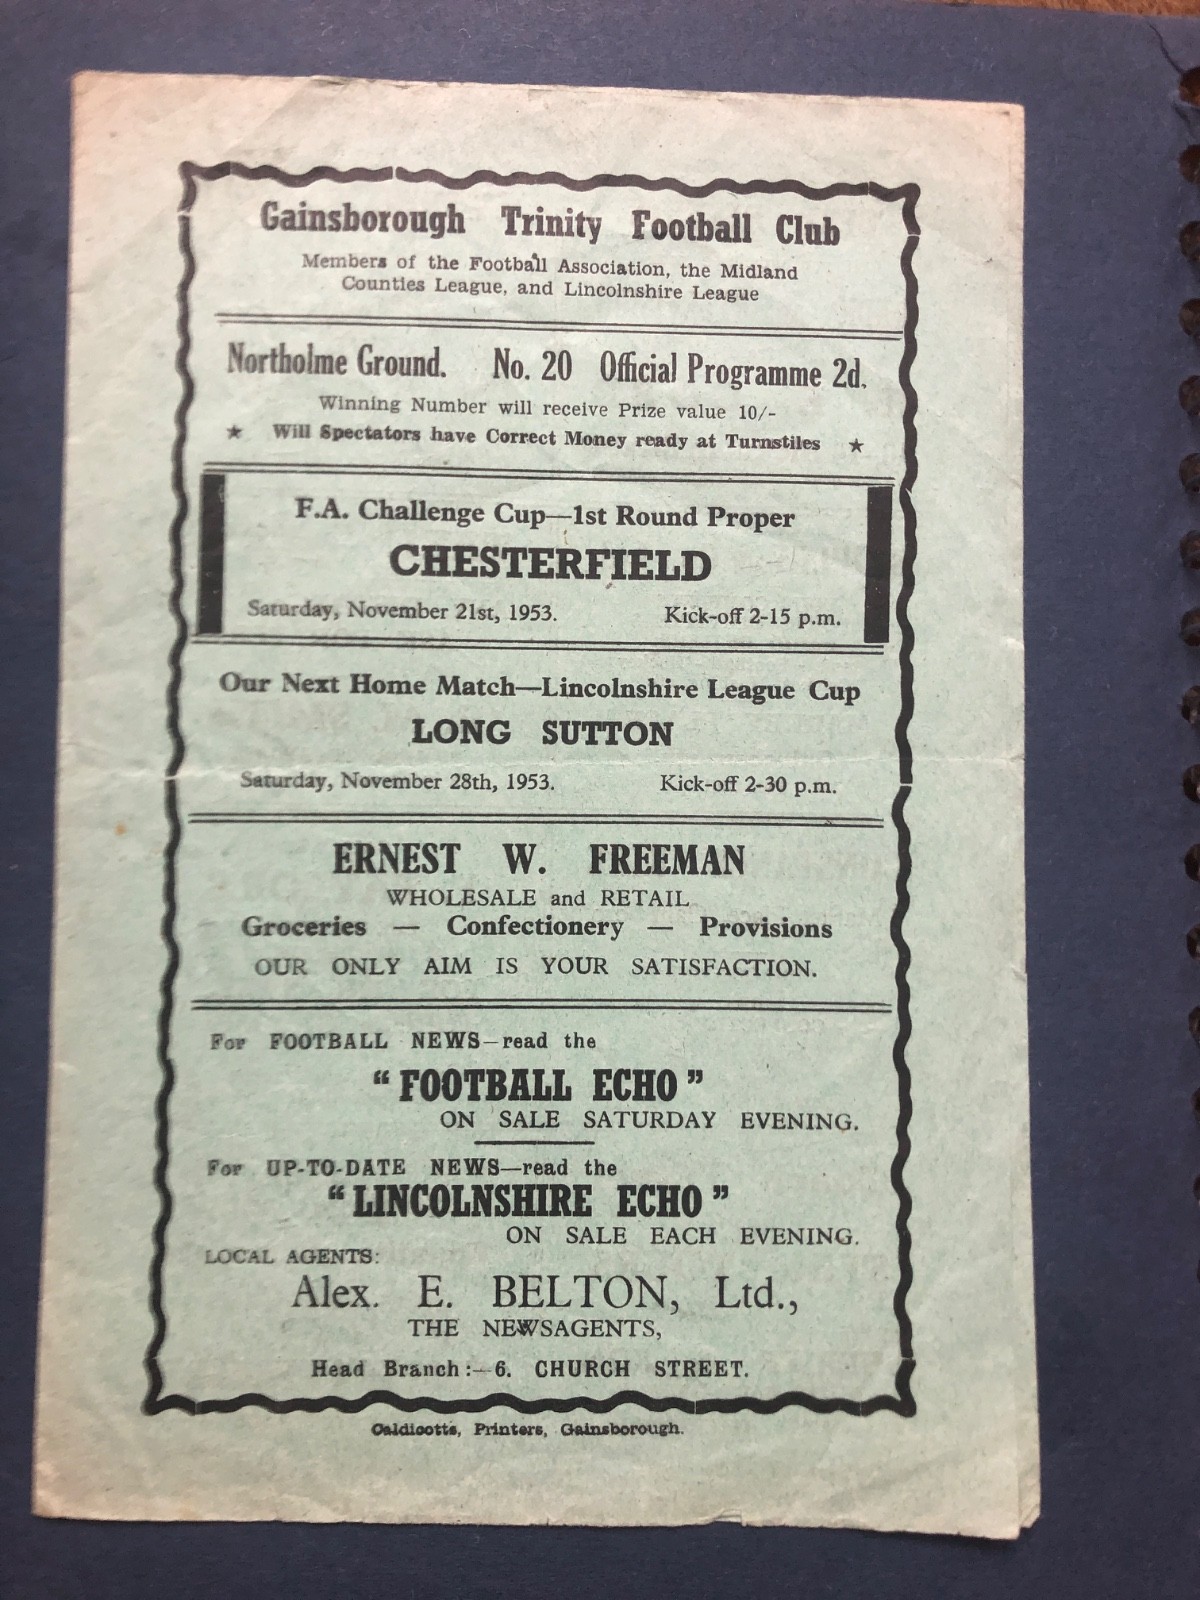 Gainsborough Trinity Football Club
Members of the Football Association, the Midland
Counties League, and Lincolnshire League
Northolme Ground. No. 20 Official Programme 2d.
Winning Number will receive Prize value 10/-
★ Will Spectators have Correct Money ready at Turnstiles ★
F.A. Challenge Cup—1st Round Proper
CHESTERFIELD
Saturday, November 21st, 1953. Kick-off 2-15 p.m.
Our Next Home Match—Lincolnshire League Cup
LONG SUTTON
Saturday, November 28th, 1953. Kick-off 2-30 p.m.
ERNEST W. FREEMAN
WHOLESALE and RETAIL
Groceries — Confectionery — Provisions
OUR ONLY AIM IS YOUR SATISFACTION.
For FOOTBALL NEWS—read the
“FOOTBALL ECHO”
ON SALE SATURDAY EVENING.
For UP-TO-DATE NEWS—read the
“LINCOLNSHIRE ECHO”
ON SALE EACH EVENING.
LOCAL AGENTS:
Alex. E. BELTON, Ltd.,
THE NEWSAGENTS,
Head Branch:—6. CHURCH STREET.
Caldicotts, Printers, Gainsborough.